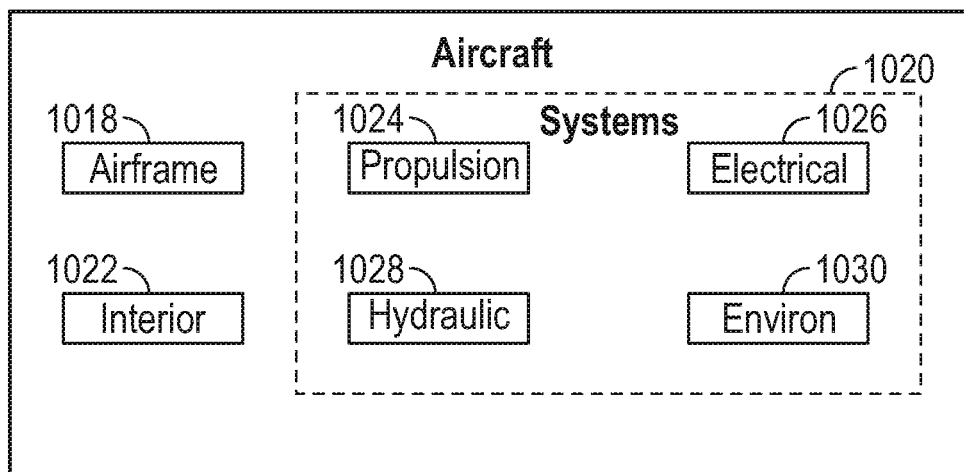 Aircraft
1020
Systems
1018
1024
1026
Airframe
Propulsion
Electrical
1022
1028
1030
Interior
Hydraulic
Environ